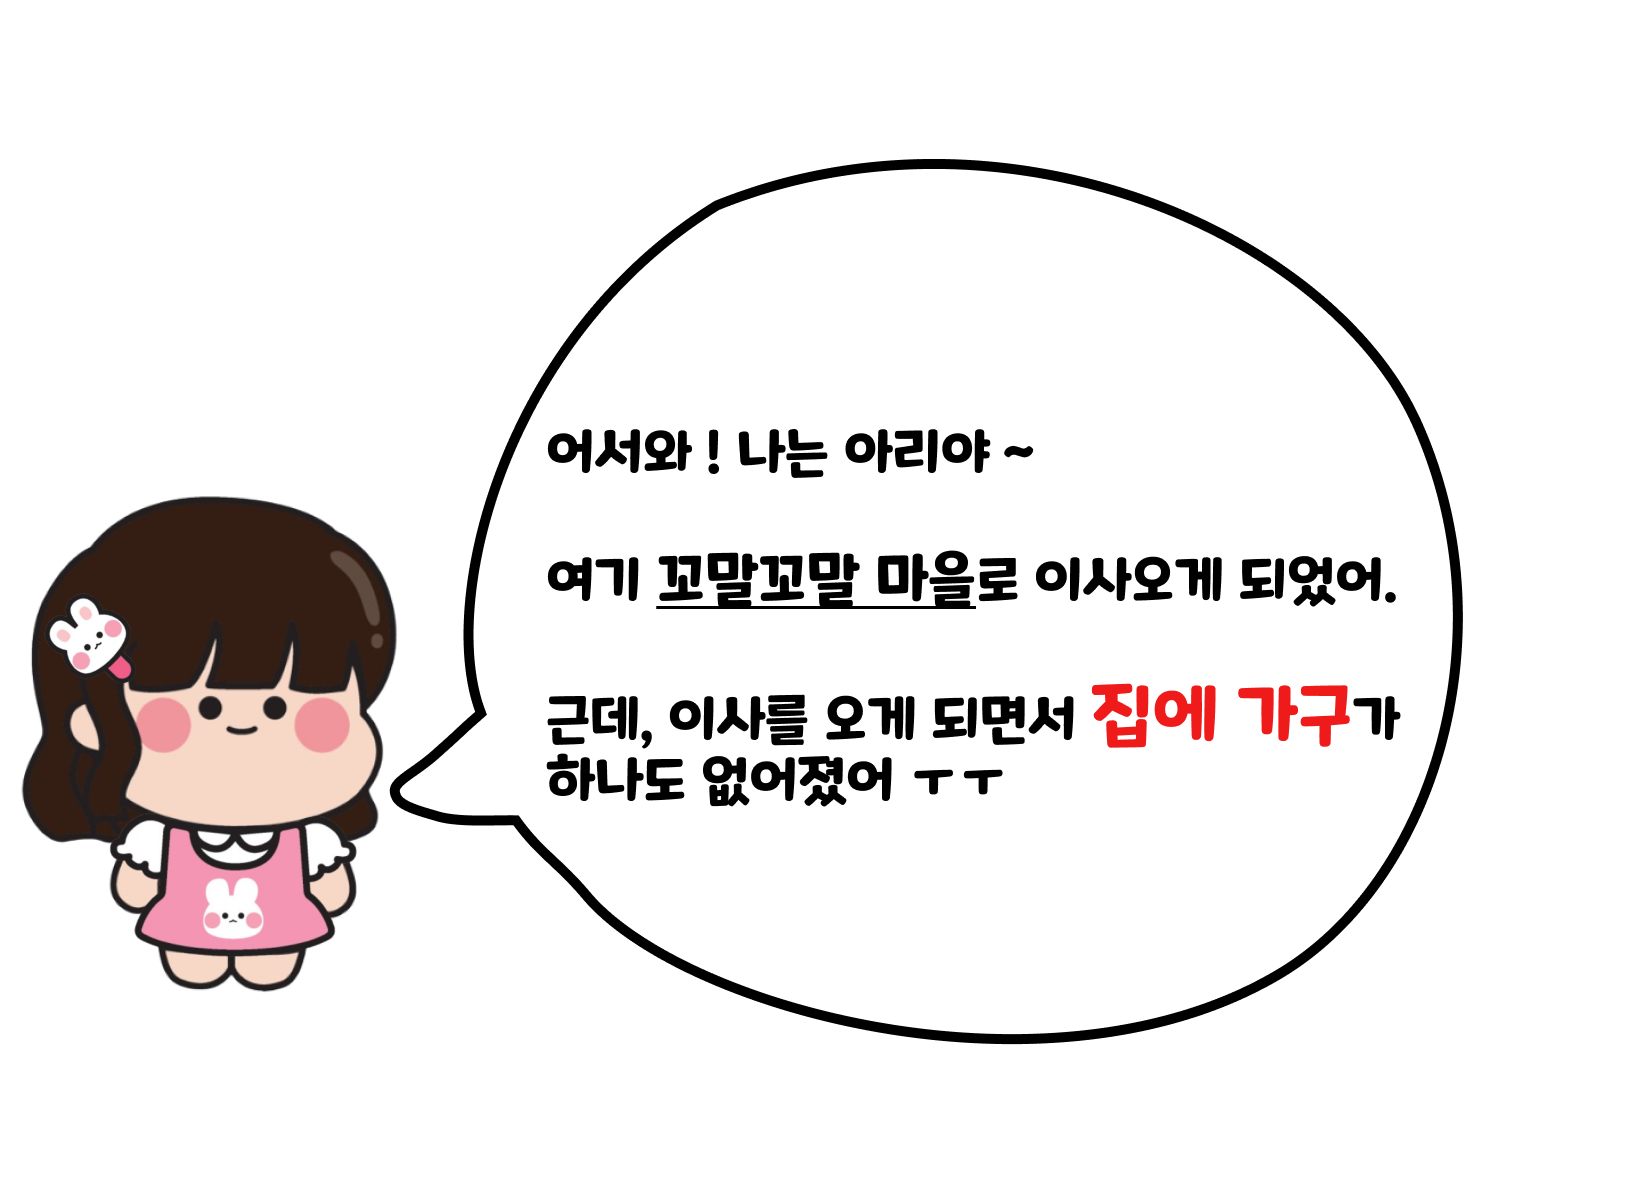 어서와 ! 나는 아리야 ~
여기 꼬말꼬말 마을로 이사오게 되었어.
근데, 이사를 오게 되면서 집에 가구가
하나도 없어졌어 ㅜㅜ